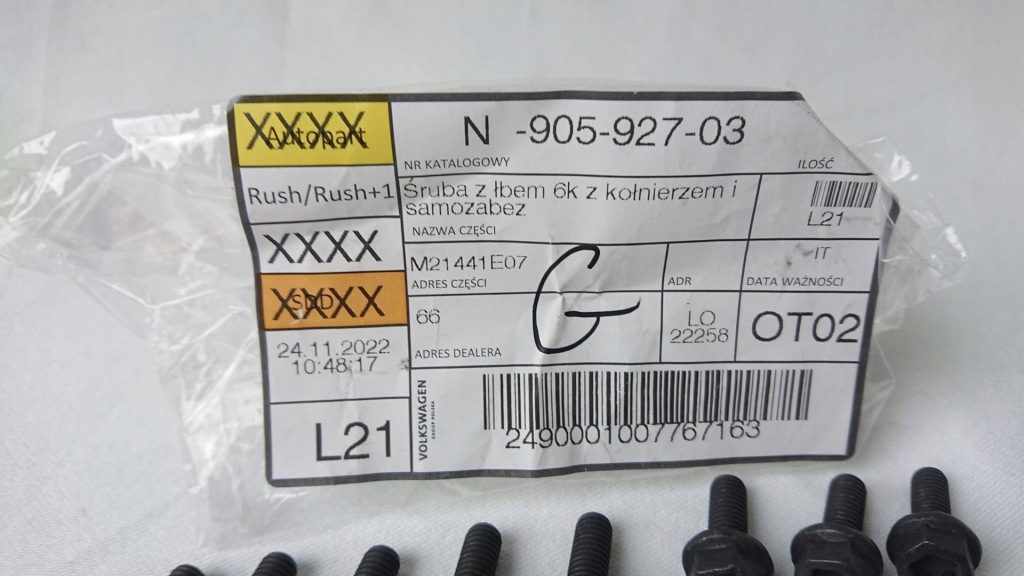 XXXX
Autopart
Rush/Rush+1
XXXX
XXXX
SDD
24.11.2022
10:48:17
L21
N -905-927-03
NR KATALOGOWY
ILOŚĆ
Śruba z łbem 6k z kołnierzem i
samozabez
NAZWA CZĘŚCI
L21
M21441E07
ADRES CZĘŚCI
ADR
IT
DATA WAŻNOŚCI
66
ADRES DEALERA
G
LO
22258
OT02
VOLKSWAGEN
GROUP POLSKA
2490001007767163